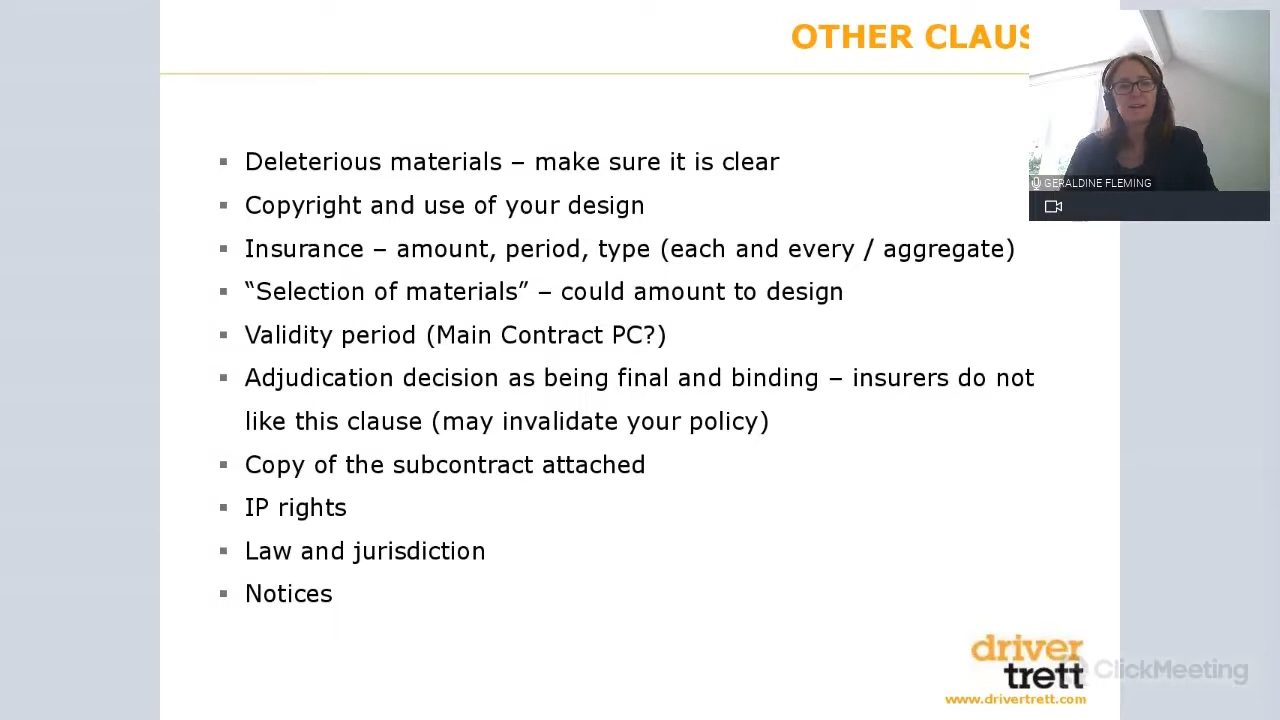 OTHER CLAUS
GERALDINE FLEMING
Deleterious materials – make sure it is clear
Copyright and use of your design
Insurance – amount, period, type (each and every / aggregate)
“Selection of materials” – could amount to design
Validity period (Main Contract PC?)
Adjudication decision as being final and binding – insurers do not
like this clause (may invalidate your policy)
Copy of the subcontract attached
IP rights
Law and jurisdiction
Notices
driver
trett
ClickMeeting
www.drivertrett.com